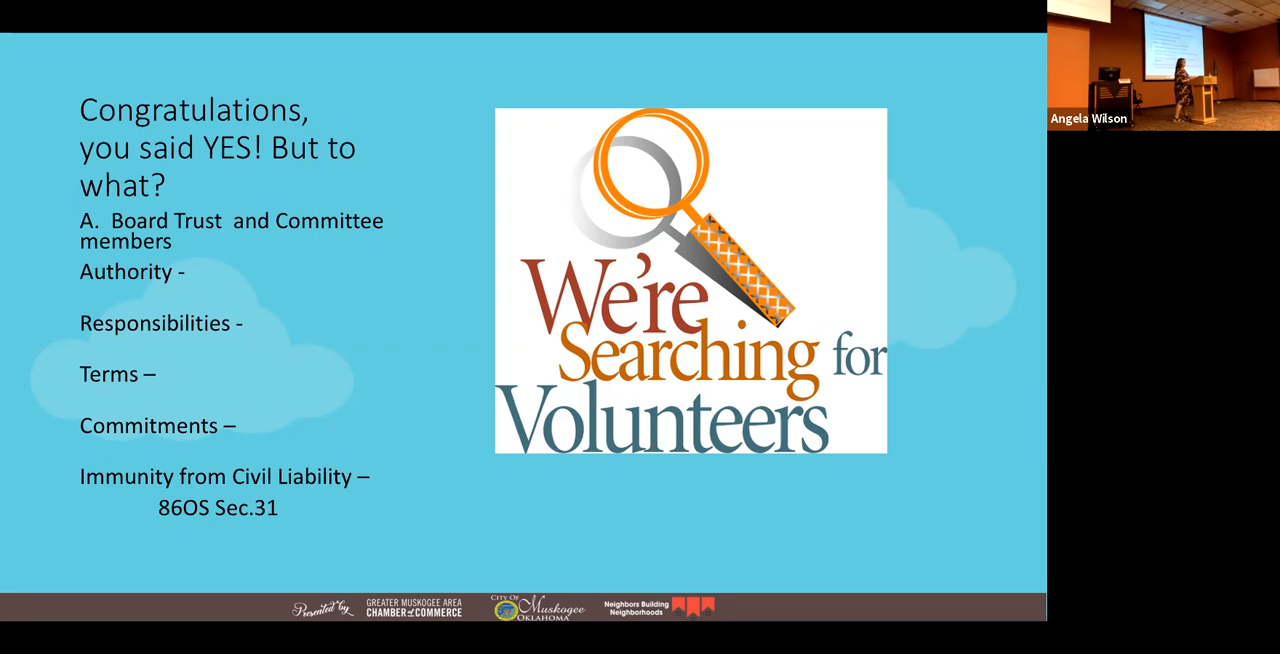 Congratulations,
you said YES! But to
what?
A.  Board Trust  and Committee
members
Authority -
Responsibilities -
Terms –
Commitments –
Immunity from Civil Liability –
86OS Sec.31
We're
Searching for
Volunteers
Angela Wilson
Presented by
GREATER MUSKOGEE AREA
CHAMBER of COMMERCE
CITY OF
Muskogee
OKLAHOMA
Neighbors Building
Neighborhoods